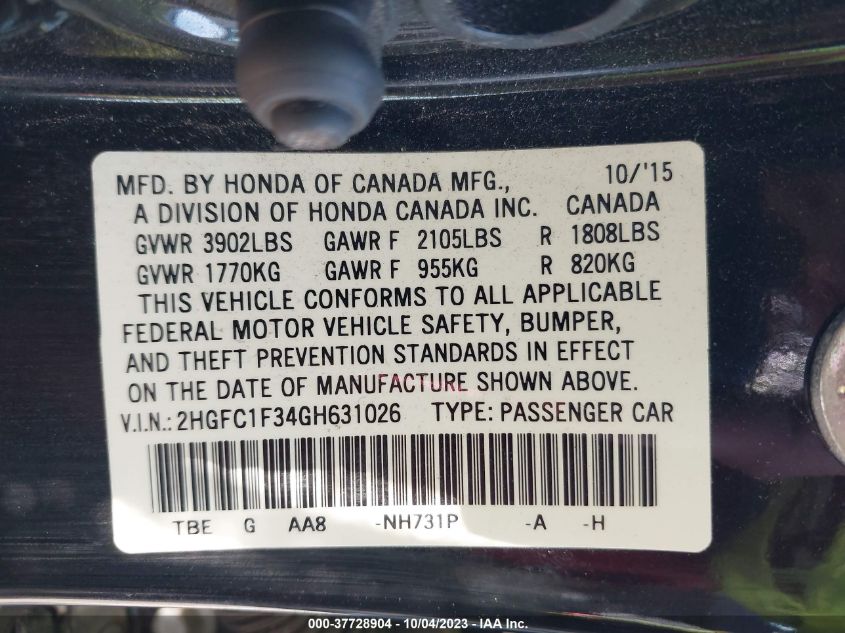 MFD. BY HONDA OF CANADA MFG., 10/'15
A DIVISION OF HONDA CANADA INC. CANADA
GVWR 3902LBS GAWR F 2105LBS R 1808LBS
GVWR 1770KG GAWR F 955KG R 820KG
THIS VEHICLE CONFORMS TO ALL APPLICABLE
FEDERAL MOTOR VEHICLE SAFETY, BUMPER,
AND THEFT PREVENTION STANDARDS IN EFFECT
ON THE DATE OF MANUFACTURE SHOWN ABOVE.
V.I.N.: 2HGFC1F34GH631026 TYPE: PASSENGER CAR
TBE G AA8 -NH731P -A -H
000-37728904 - 10/04/2023 - IAA Inc.